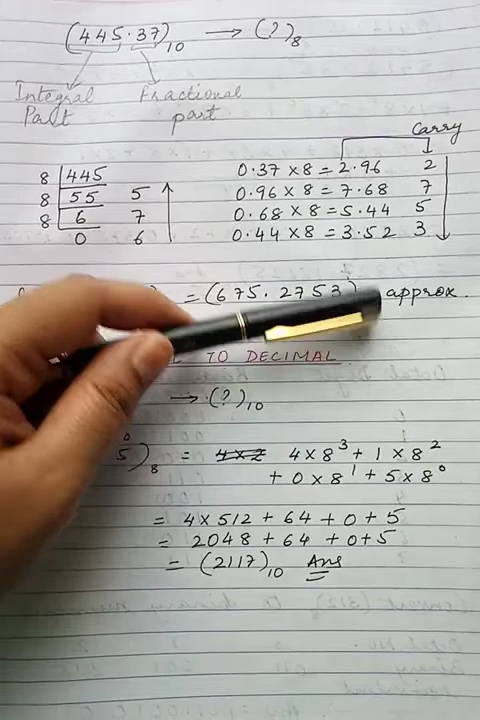 (445.37)10 → (?)8
Integral Part
Fractional part
Carry
8 445
8 55 5
8 6 7
0 6
0.37 × 8 = 2.96 2
0.96 × 8 = 7.68 7
0.68 × 8 = 5.44 5
0.44 × 8 = 3.52 3
= (675.2753) approx.
TO DECIMAL
→ (?)10
)8 = 4 × 8³ + 1 × 8²
+ 0 × 8¹ + 5 × 8⁰
= 4 × 512 + 64 + 0 + 5
= 2048 + 64 + 0 + 5
= (2117)10 Ans